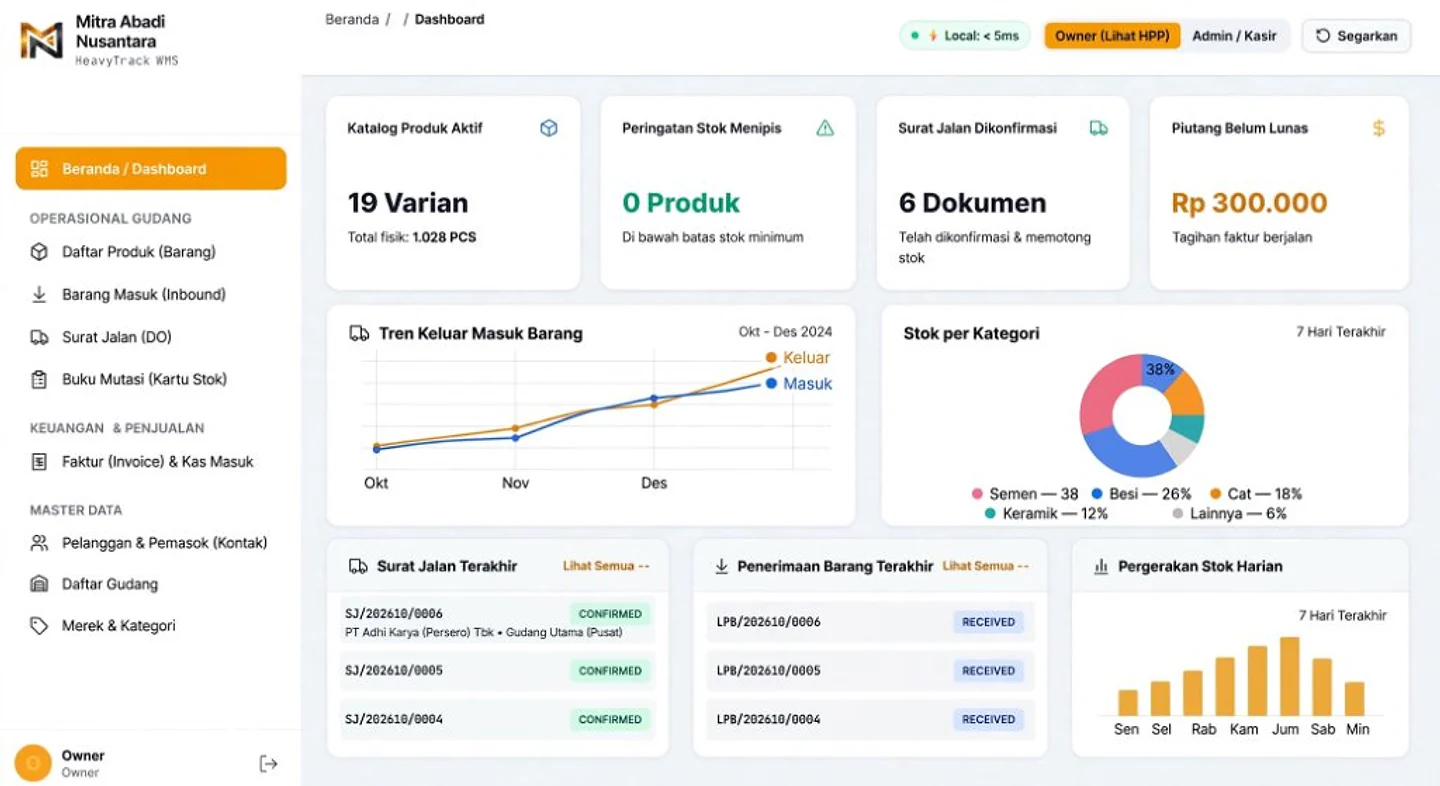 Mitra Abadi
Nusantara
HeavyTrack WMS
Beranda / / Dashboard
Local: < 5ms
Owner (Lihat HPP)
Admin / Kasir
Segarkan
Beranda / Dashboard
OPERASIONAL GUDANG
Daftar Produk (Barang)
Barang Masuk (Inbound)
Surat Jalan (DO)
Buku Mutasi (Kartu Stok)
KEUANGAN & PENJUALAN
Faktur (Invoice) & Kas Masuk
MASTER DATA
Pelanggan & Pemasok (Kontak)
Daftar Gudang
Merek & Kategori
O
Owner
Owner
Katalog Produk Aktif
19 Varian
Total fisik: 1.028 PCS
Peringatan Stok Menipis
0 Produk
Di bawah batas stok minimum
Surat Jalan Dikonfirmasi
6 Dokumen
Telah dikonfirmasi & memotong
stok
Piutang Belum Lunas
$
Rp 300.000
Tagihan faktur berjalan
Tren Keluar Masuk Barang
Okt - Des 2024
Keluar
Masuk
Okt Nov Des
Stok per Kategori
7 Hari Terakhir
38%
Semen — 38 Besi — 26% Cat — 18%
Keramik — 12% Lainnya — 6%
Surat Jalan Terakhir
Lihat Semua --
SJ/202610/0006 CONFIRMED
PT Adhi Karya (Persero) Tbk • Gudang Utama (Pusat)
SJ/202610/0005 CONFIRMED
SJ/202610/0004 CONFIRMED
Penerimaan Barang Terakhir
Lihat Semua --
LPB/202610/0006 RECEIVED
LPB/202610/0005 RECEIVED
LPB/202610/0004 RECEIVED
Pergerakan Stok Harian
7 Hari Terakhir
Sen Sel Rab Kam Jum Sab Min